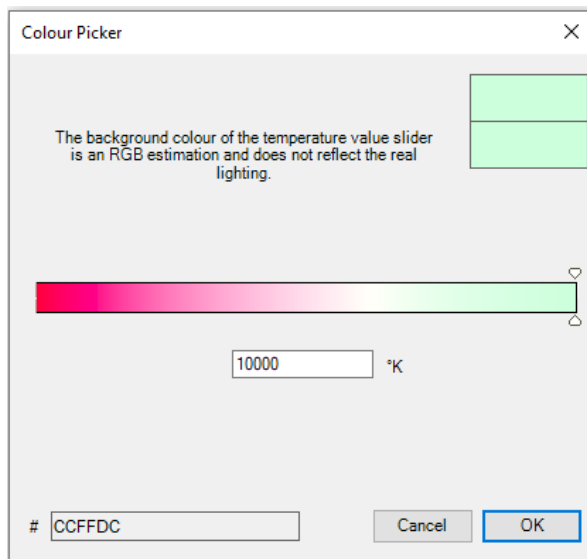 Colour Picker
The background colour of the temperature value slider
is an RGB estimation and does not reflect the real
lighting.
10000 °K
# CCFFDC Cancel OK